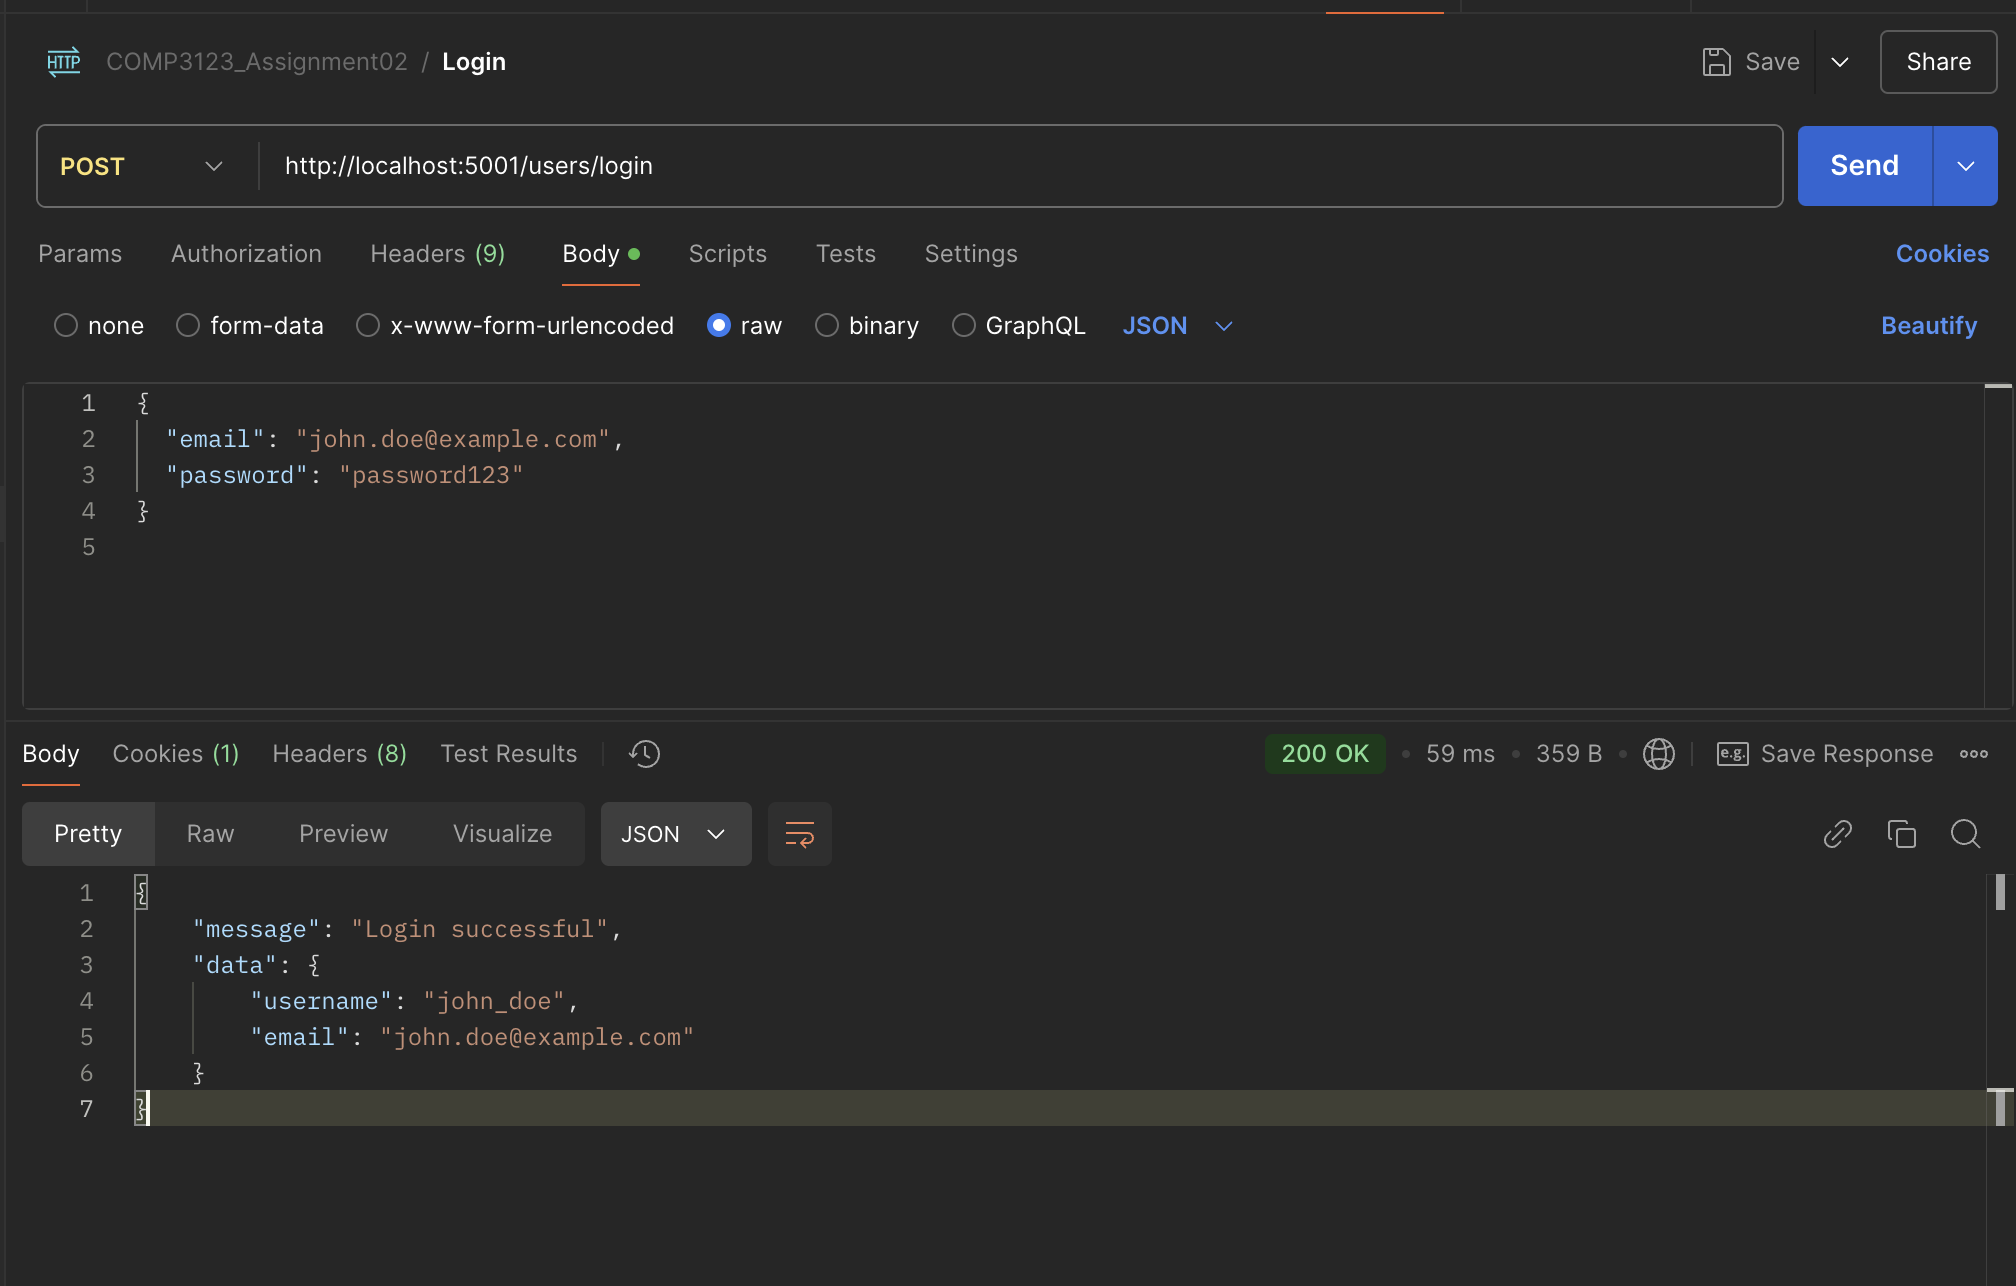 HTTP COMP3123_Assignment02 / Login Save Share
POST http://localhost:5001/users/login Send
Params Authorization Headers (9) Body Scripts Tests Settings Cookies
none form-data x-www-form-urlencoded raw binary GraphQL JSON Beautify
1 {
2 "email": "john.doe@example.com",
3 "password": "password123"
4 }
5
Body Cookies (1) Headers (8) Test Results 200 OK • 59 ms • 359 B • e.g. Save Response
Pretty Raw Preview Visualize JSON
1 {
2 "message": "Login successful",
3 "data": {
4 "username": "john_doe",
5 "email": "john.doe@example.com"
6 }
7 }